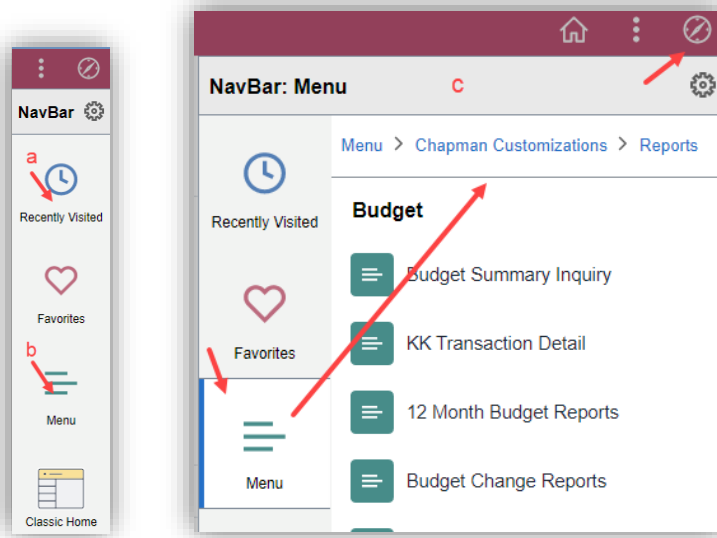 NavBar
a
Recently Visited
Favorites
b
Menu
Classic Home
NavBar: Menu
c
Menu > Chapman Customizations > Reports
Recently Visited
Favorites
Menu
Budget
Budget Summary Inquiry
KK Transaction Detail
12 Month Budget Reports
Budget Change Reports